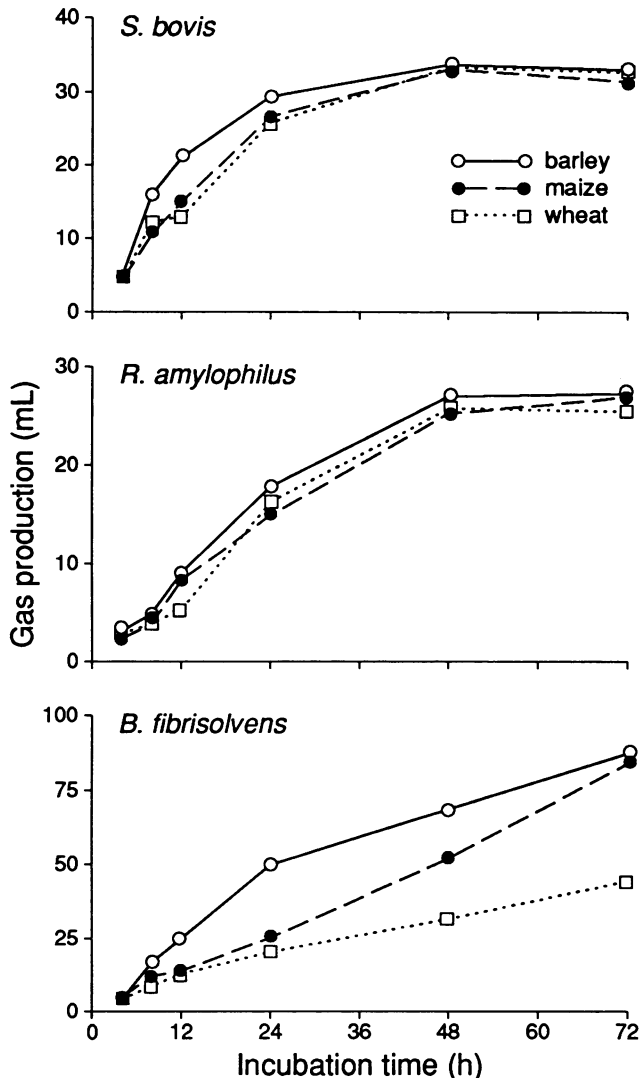 S. bovis
40
30
20
10
0
barley
maize
wheat
R. amylophilus
30
20
10
0
Gas production (mL)
B. fibrisolvens
100
75
50
25
0
0 12 24 36 48 60 72
Incubation time (h)